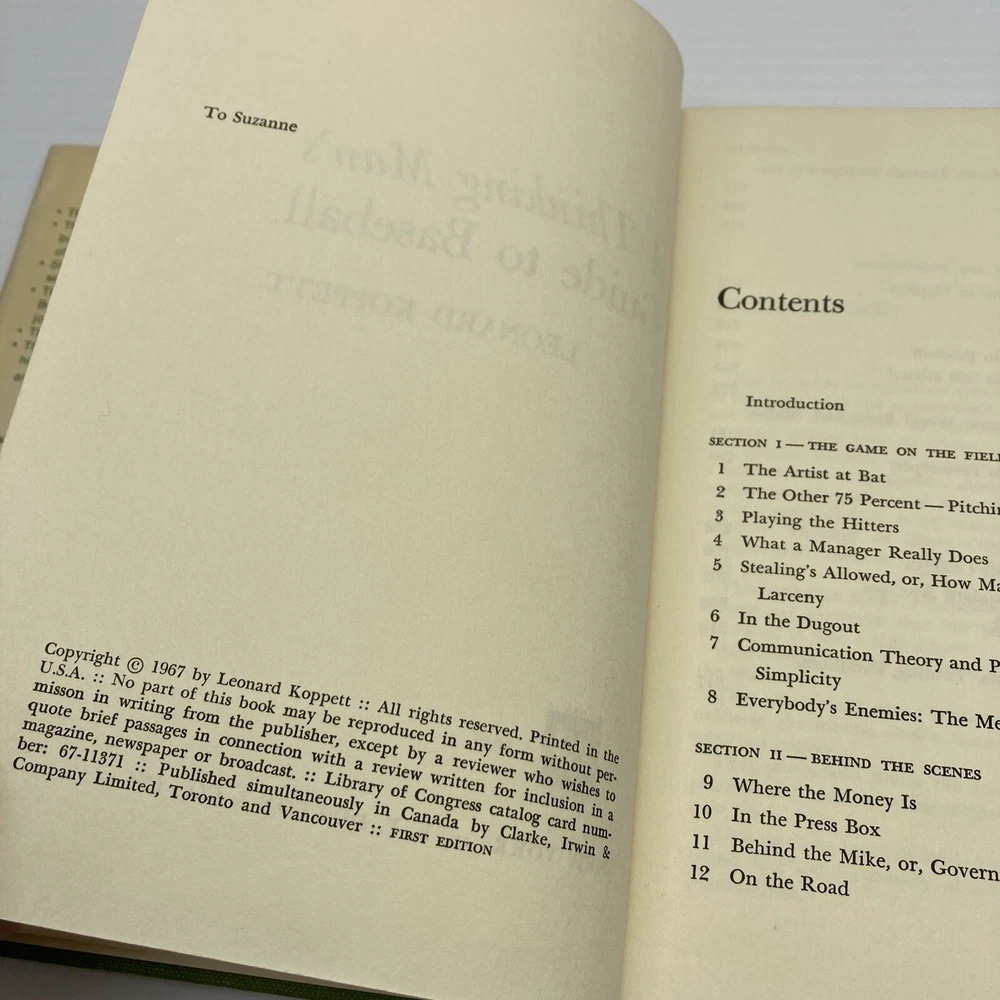 To Suzanne
Copyright © 1967 by Leonard Koppett :: All rights reserved. Printed in the
U.S.A. :: No part of this book may be reproduced in any form without per-
misson in writing from the publisher, except by a reviewer who wishes to
quote brief passages in connection with a review written for inclusion in a
magazine, newspaper or broadcast. :: Library of Congress catalog card num-
ber: 67-11371 :: Published simultaneously in Canada by Clarke, Irwin &
Company Limited, Toronto and Vancouver :: FIRST EDITION
Contents
Introduction
SECTION I — THE GAME ON THE FIEL
1 The Artist at Bat
2 The Other 75 Percent — Pitchin
3 Playing the Hitters
4 What a Manager Really Does
5 Stealing's Allowed, or, How Ma
Larceny
6 In the Dugout
7 Communication Theory and P
Simplicity
8 Everybody's Enemies: The Me
SECTION II — BEHIND THE SCENES
9 Where the Money Is
10 In the Press Box
11 Behind the Mike, or, Govern
12 On the Road